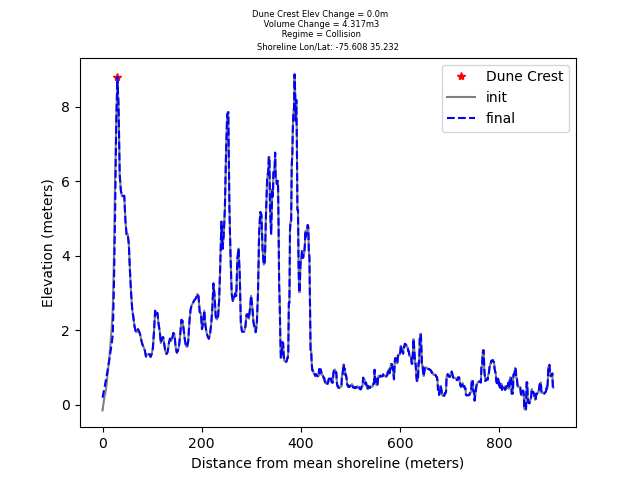 Dune Crest Elev Change = 0.0m
Volume Change = 4.317m3
Regime = Collision
Shoreline Lon/Lat: -75.608 35.232
Dune Crest
init
final
8
6
4
2
0
Elevation (meters)
0 200 400 600 800
Distance from mean shoreline (meters)